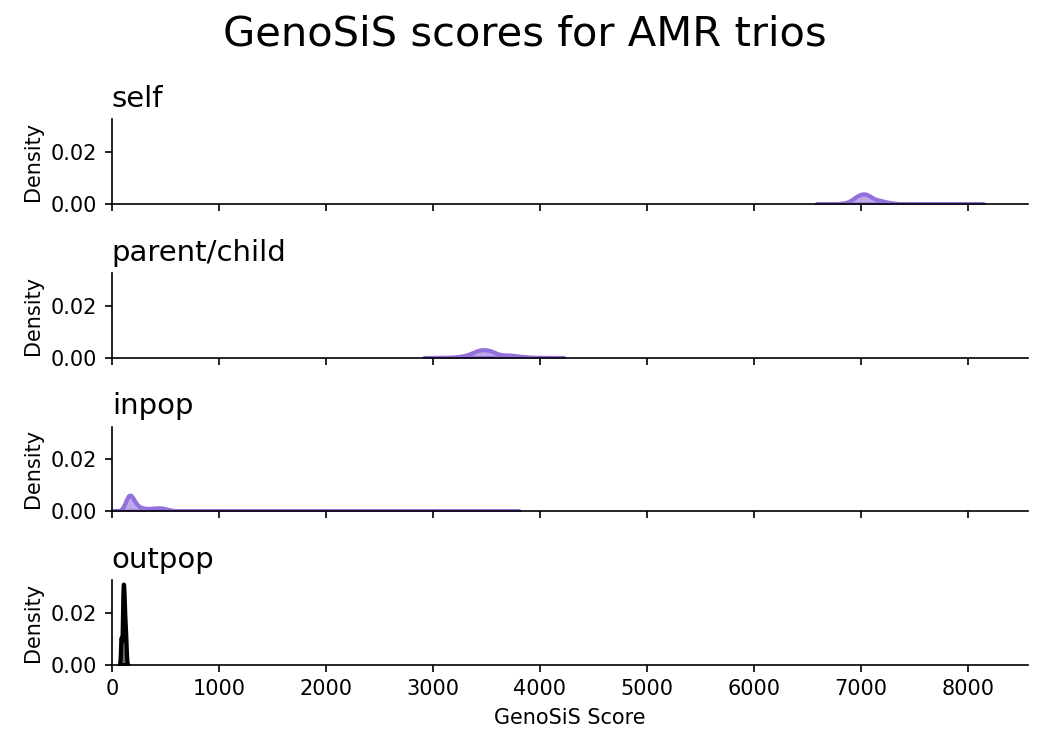 GenoSiS scores for AMR trios
self
Density
0.02
0.00
parent/child
Density
0.02
0.00
inpop
Density
0.02
0.00
outpop
Density
0.02
0.00
0 1000 2000 3000 4000 5000 6000 7000 8000
GenoSiS Score